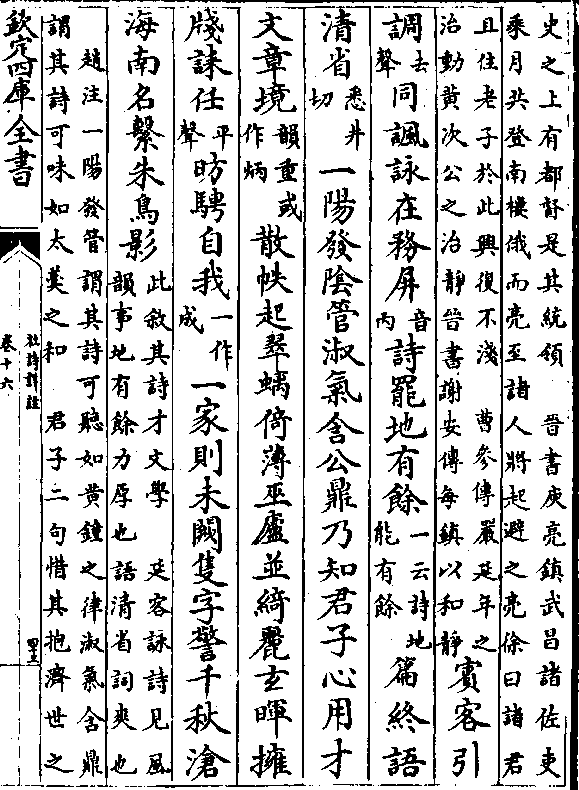 史之上有都督是其統領　晉書庾亮鎮武昌諸佐吏
乘月共登南樓俄而亮至諸人將起避之亮徐曰諸君
且住老子於此興復不淺　曹參傳嚴延年之
治動黃次公之治靜晉書謝安傳每鎮以和靜
賓客引
調去聲同諷詠在務屏音丙詩罷地有餘一云詩地能有餘篇終語
清省悉井切一陽發陰管淑氣含公鼎乃知君子心用才
文章境韻重或作炳散帙起翠螭倚薄巫廬並綺麗玄暉擁
牋誄任平聲昉騁自我一作成一家則未闕隻字警千秋滄
海南名繫朱鳥影
此敘其詩才文學　延客詠詩見風
韻事地有餘力厚也語清省詞爽也
趙注一陽發管謂其詩可聽如黃鐘之律淑氣含鼎
謂其詩可味如太羹之和　君子二句惜其抱濟世之
欽定四庫全書
杜詩詳註
卷十六
四十三